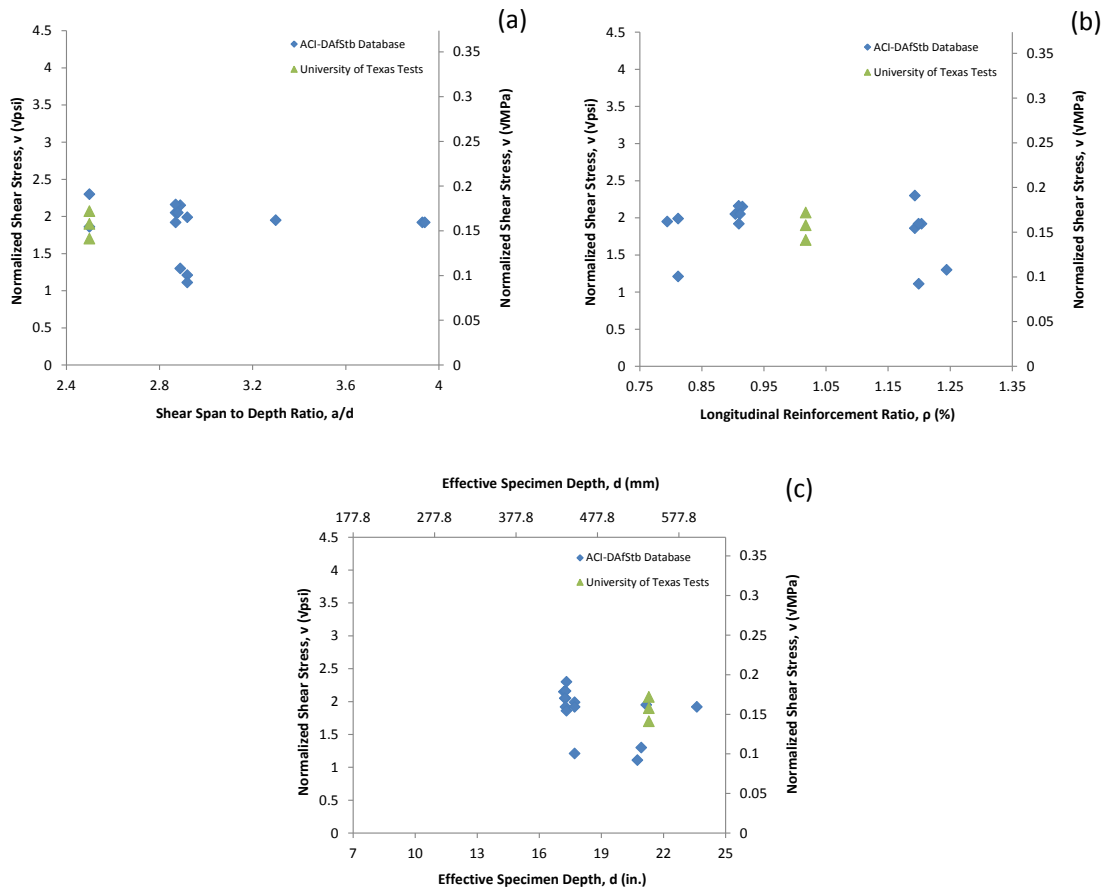 (a)
4.5
4
3.5
3
2.5
2
1.5
1
0.5
0
Normalized Shear Stress, v (√psi)
ACI-DAfStb Database
University of Texas Tests
0.35
0.3
0.25
0.2
0.15
0.1
0.05
0
Normalized Shear Stress, v (√MPa)
2.4 2.8 3.2 3.6 4
Shear Span to Depth Ratio, a/d
(b)
4.5
4
3.5
3
2.5
2
1.5
1
0.5
0
Normalized Shear Stress, v (√psi)
ACI-DAfStb Database
University of Texas Tests
0.35
0.3
0.25
0.2
0.15
0.1
0.05
0
Normalized Shear Stress, v (√MPa)
0.75 0.85 0.95 1.05 1.15 1.25 1.35
Longitudinal Reinforcement Ratio, ρ (%)
(c)
Effective Specimen Depth, d (mm)
177.8 277.8 377.8 477.8 577.8
4.5
4
3.5
3
2.5
2
1.5
1
0.5
0
Normalized Shear Stress, v (√psi)
ACI-DAfStb Database
University of Texas Tests
0.35
0.3
0.25
0.2
0.15
0.1
0.05
0
Normalized Shear Stress, v (√MPa)
7 10 13 16 19 22 25
Effective Specimen Depth, d (in.)